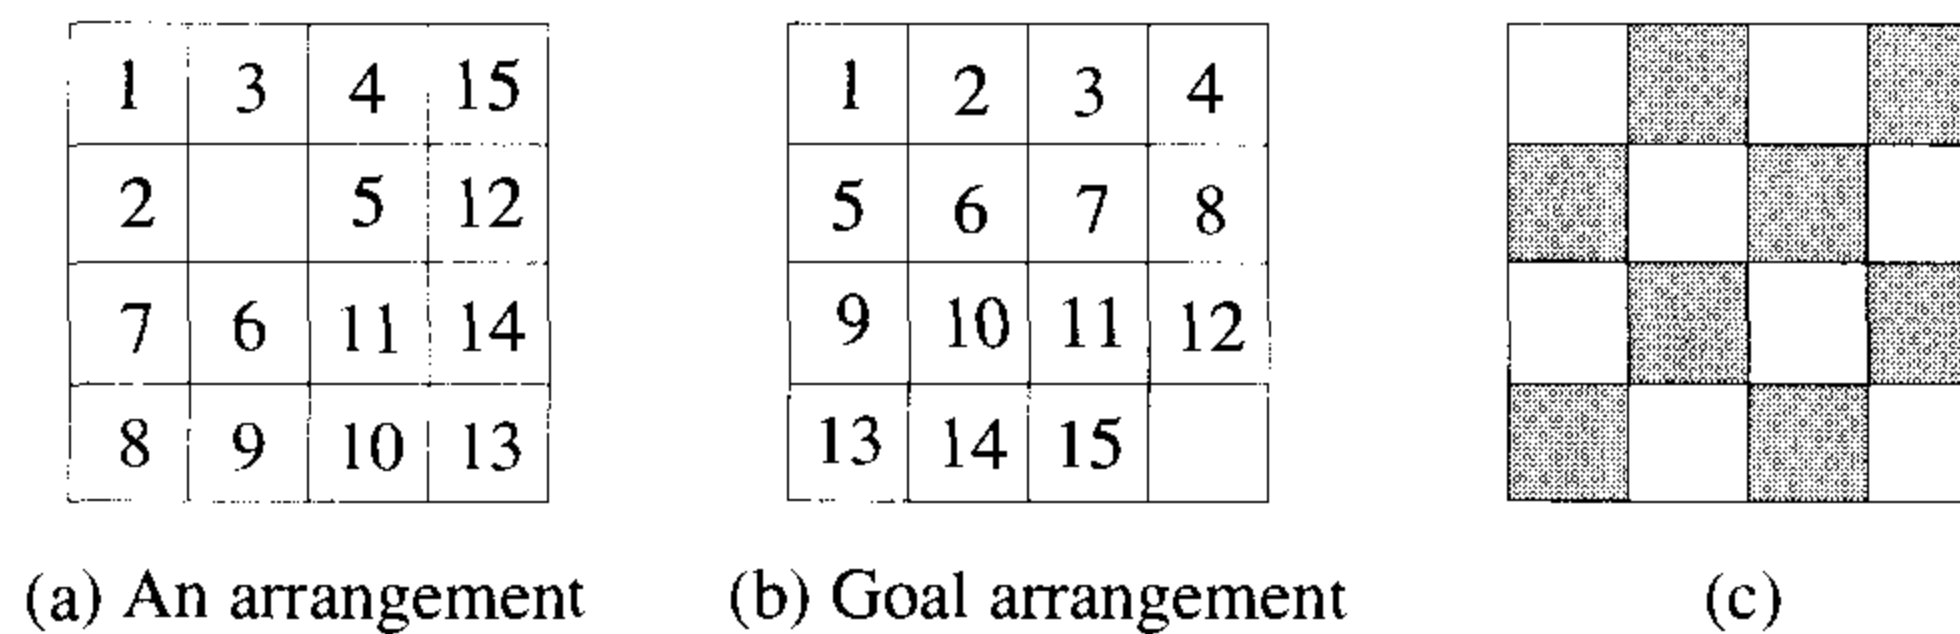 1 3 4 15
2 5 12
7 6 11 14
8 9 10 13
(a) An arrangement
1 2 3 4
5 6 7 8
9 10 11 12
13 14 15
(b) Goal arrangement
(c)